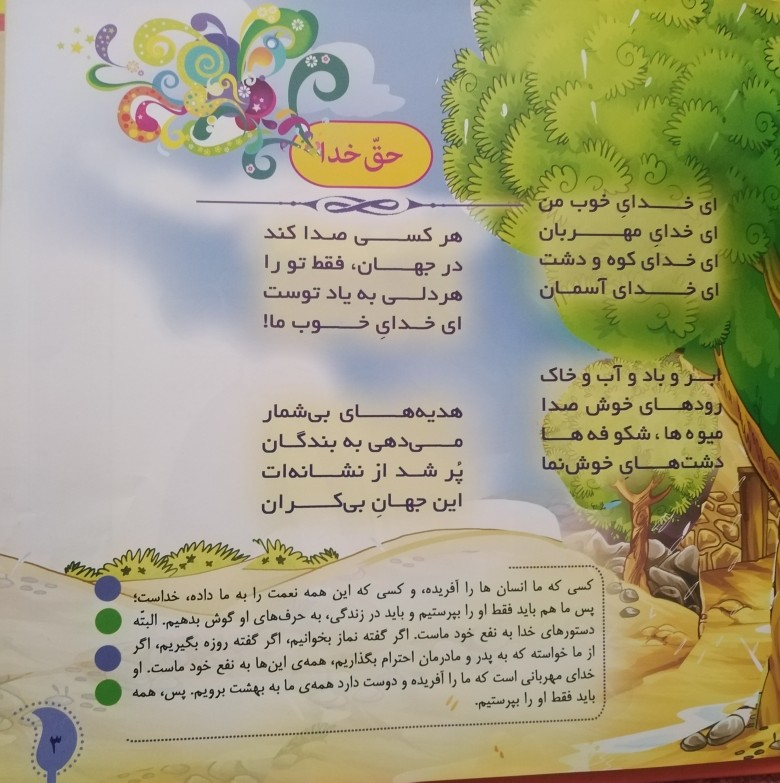 حقّ خدا
ای خدایِ خوب من
ای خدایِ مهربان
ای خدای کوه و دشت
ای خدای آسمان
هر کسی صدا کند
در جهان، فقط تو را
هردلی به یاد توست
ای خدایِ خوب ما!
ابر و باد و آب و خاک
رودهای خوش صدا
میوه ها، شکو فه ها
دشت‌هایِ خوش‌نما
هدیه‌های بی‌شمار
می‌دهی به بندگان
پُر شد از نشانه‌ات
این جهانِ بی‌کران
کسی که ما انسان ها را آفریده، و کسی که این همه نعمت را به ما داده، خداست؛
پس ما هم باید فقط او را بپرستیم و باید در زندگی، به حرف‌های او گوش بدهیم. البتّه
دستورهای خدا به نفع خود ماست. اگر گفته نماز بخوانیم، اگر گفته روزه بگیریم، اگر
از ما خواسته که به پدر و مادرمان احترام بگذاریم، همه‌ی این‌ها به نفع خود ماست. او
خدای مهربانی است که ما را آفریده و دوست دارد همه‌ی ما به بهشت برویم. پس، همه
باید فقط او را بپرستیم.
۳